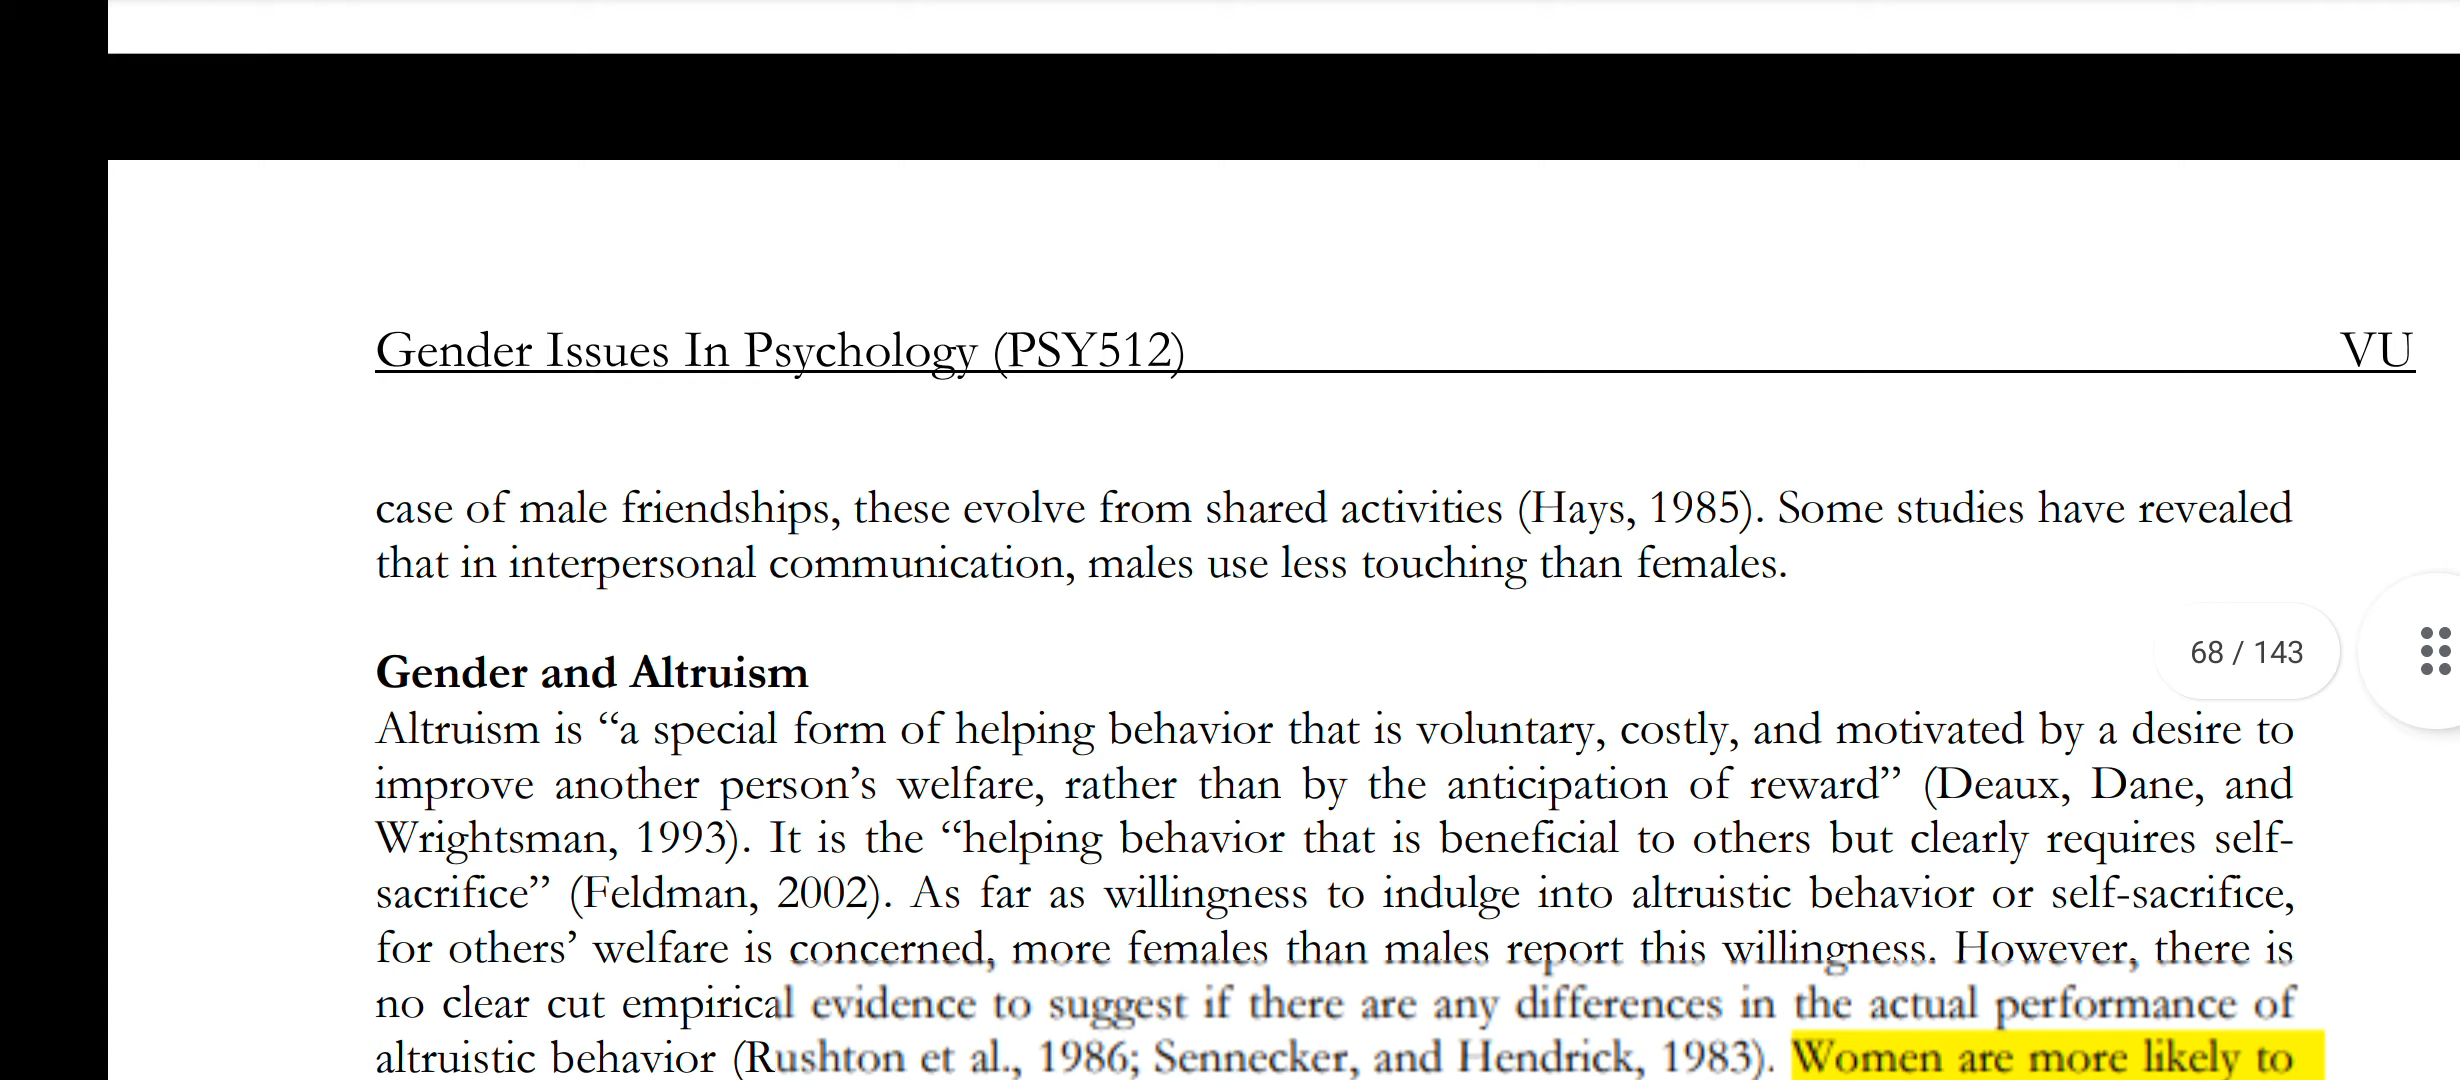 Gender Issues In Psychology (PSY512) VU
case of male friendships, these evolve from shared activities (Hays, 1985). Some studies have revealed
that in interpersonal communication, males use less touching than females.
68 / 143
Gender and Altruism
Altruism is “a special form of helping behavior that is voluntary, costly, and motivated by a desire to
improve another person’s welfare, rather than by the anticipation of reward” (Deaux, Dane, and
Wrightsman, 1993). It is the “helping behavior that is beneficial to others but clearly requires self-
sacrifice” (Feldman, 2002). As far as willingness to indulge into altruistic behavior or self-sacrifice,
for others’ welfare is concerned, more females than males report this willingness. However, there is
no clear cut empirical evidence to suggest if there are any differences in the actual performance of
altruistic behavior (Rushton et al., 1986; Sennecker, and Hendrick, 1983). Women are more likely to